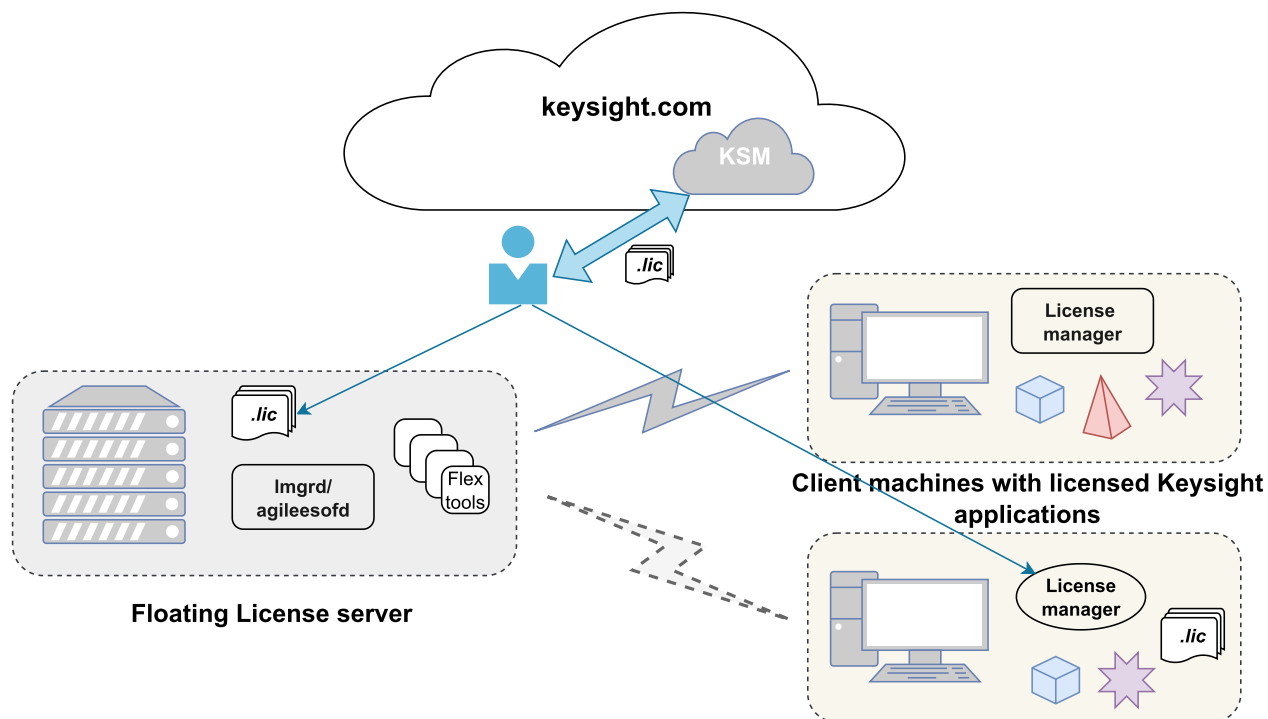 keysight.com
KSM
.lic
License
manager
.lic
lmgrd/
agileesofd
Flex
tools
Client machines with licensed Keysight
applications
Floating License server
License
manager
.lic